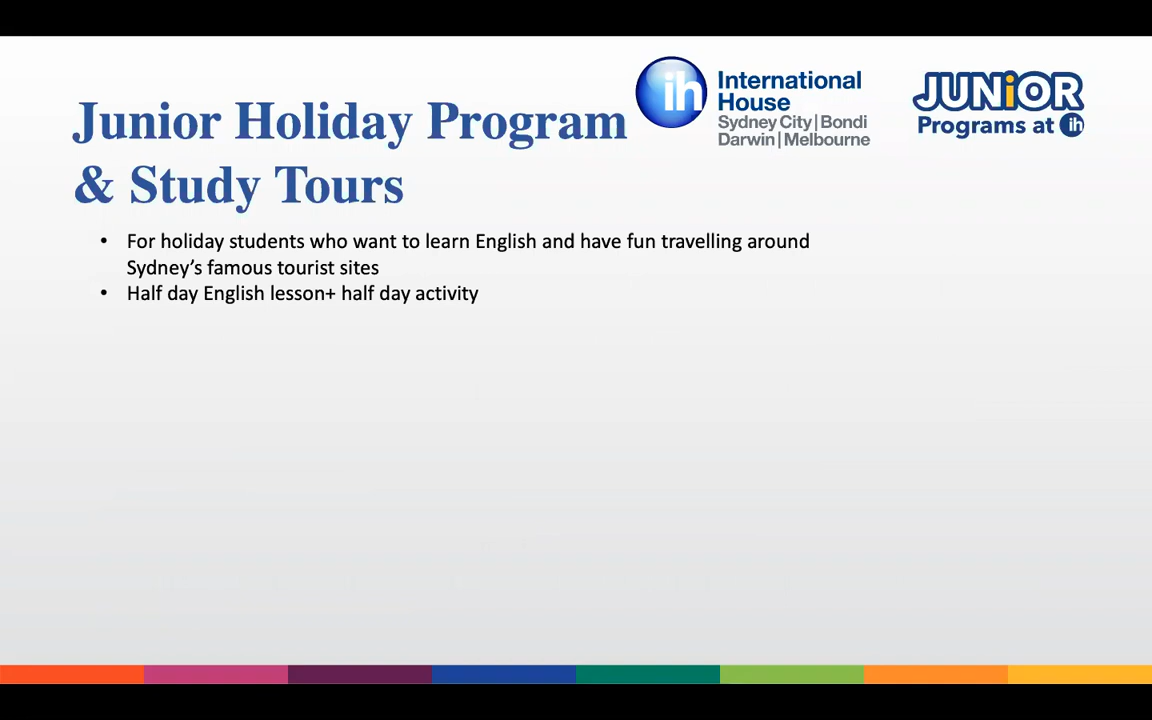 Junior Holiday Program
& Study Tours
ih
International
House
Sydney City|Bondi
Darwin|Melbourne
JUNiOR
Programs at ih
• For holiday students who want to learn English and have fun travelling around
Sydney’s famous tourist sites
• Half day English lesson+ half day activity